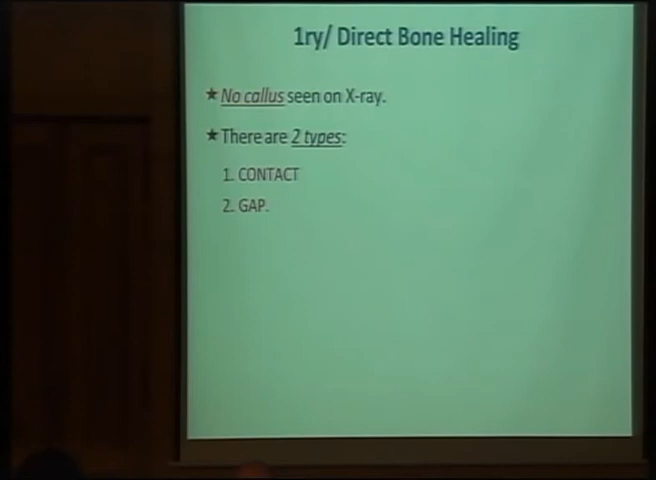 1ry/ Direct Bone Healing
★ No callus seen on X-ray.
★ There are 2 types:
1. CONTACT
2. GAP.